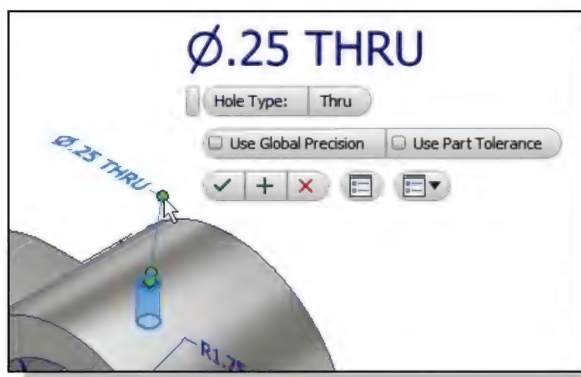 Ø.25 THRU
Hole Type: Thru
Use Global Precision Use Part Tolerance
Ø.25 THRU
R1.75